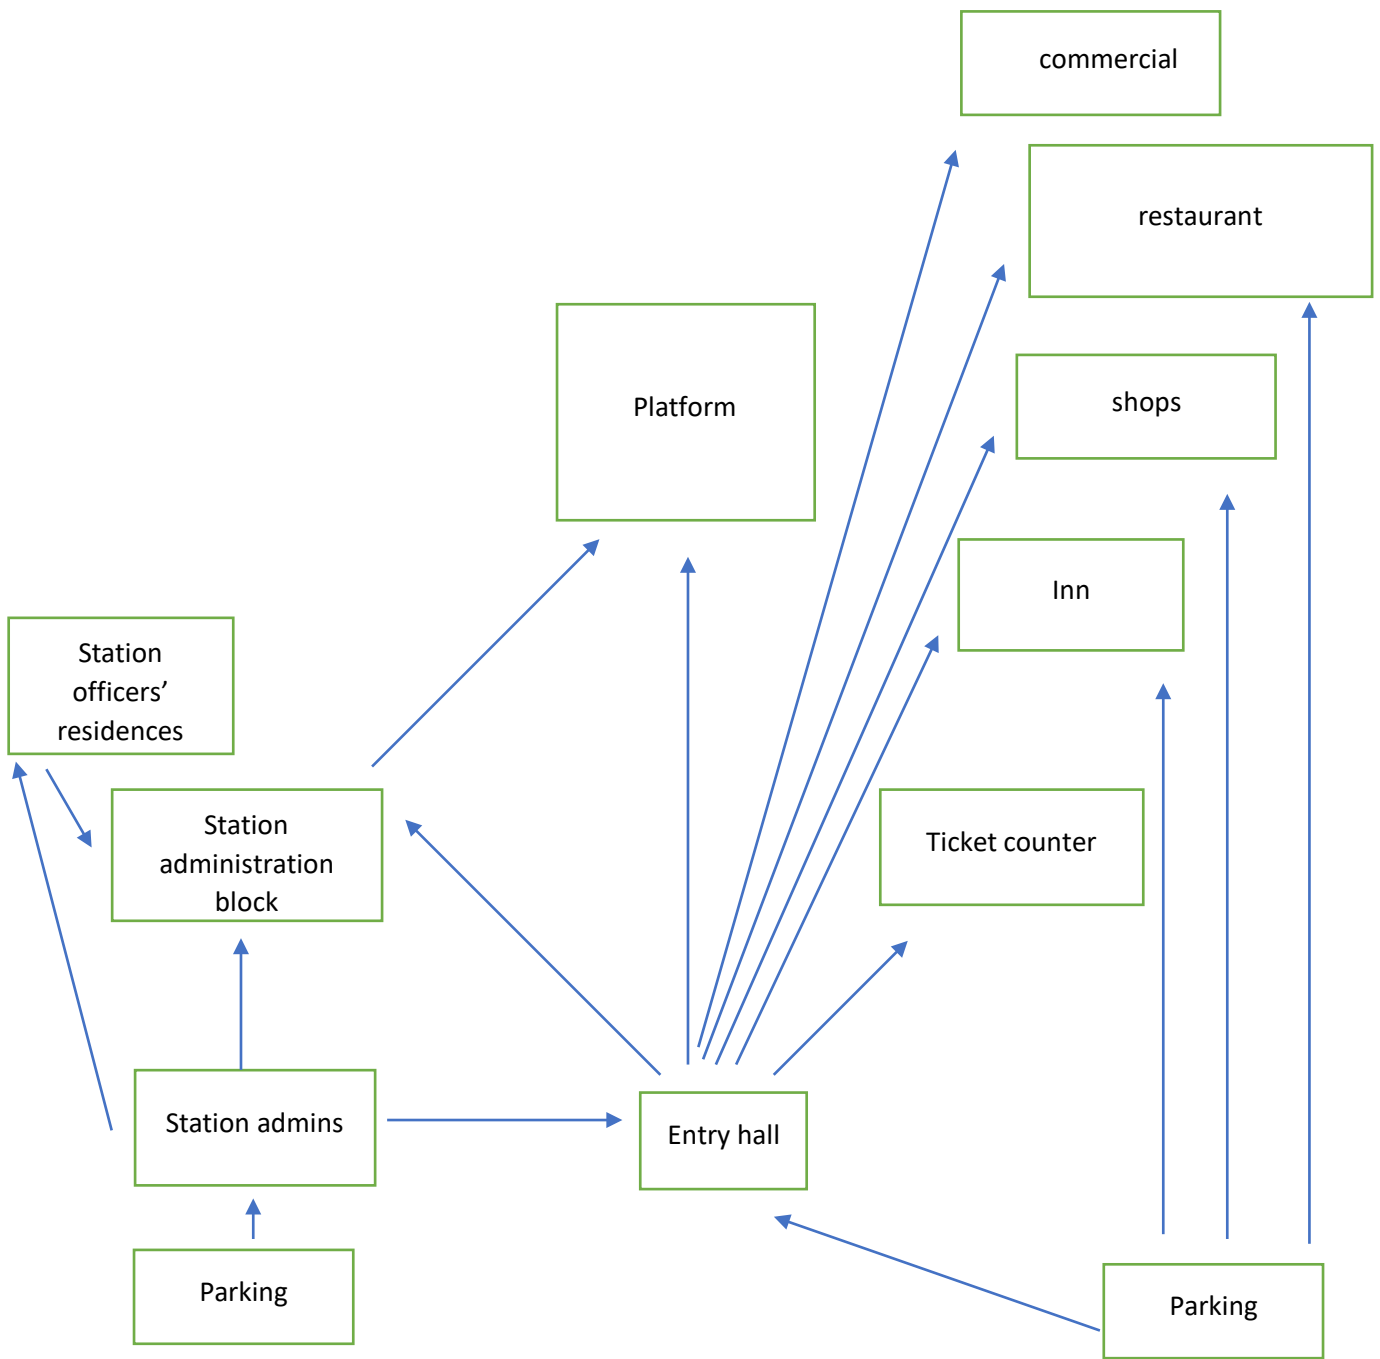 commercial
restaurant
Platform
shops
Inn
Station
officers’
residences
Station
administration
block
Ticket counter
Station admins
Entry hall
Parking
Parking